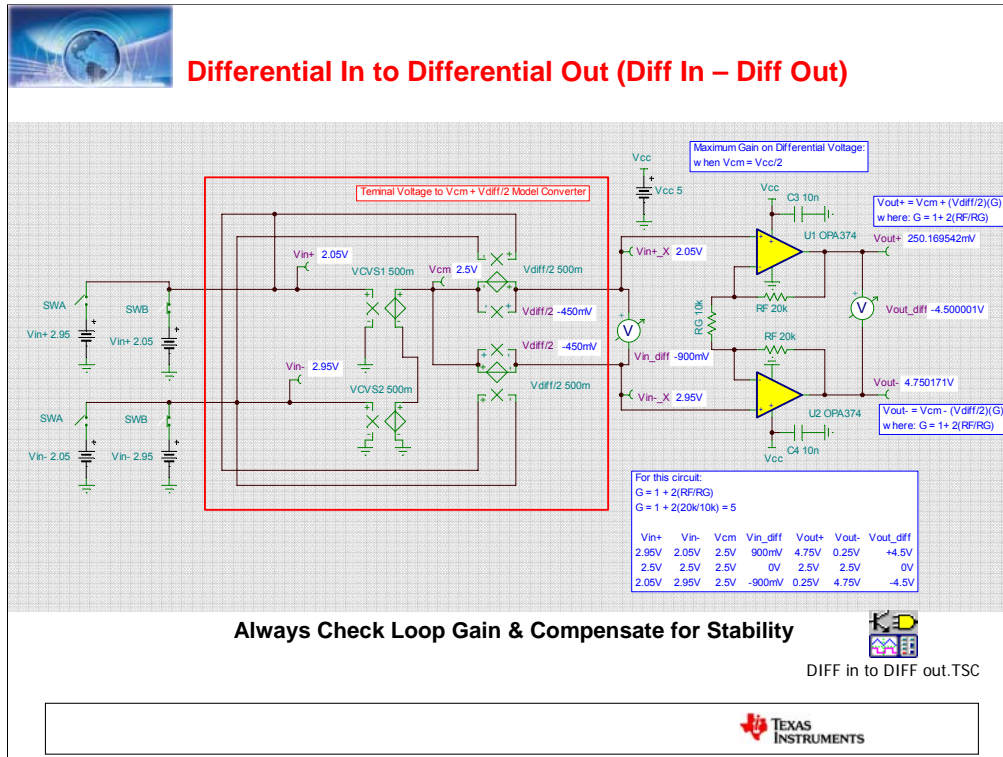 Differential In to Differential Out (Diff In – Diff Out)
Maximum Gain on Differential Voltage:
when Vcm = Vcc/2
Vcc
Vcc 5
Teminal Voltage to Vcm + Vdiff/2 Model Converter
Vcc
C3 10n
Vout+ = Vcm + (Vdiff/2)(G)
where: G = 1+ 2(RF/RG)
U1 OPA374
Vout+ 250.169542mV
Vin+ 2.05V
Vin+_X 2.05V
VCVS1 500m
Vcm 2.5V
Vdiff/2 500m
SWA
SWB
Vin+ 2.95
Vin+ 2.05
Vdiff/2 -450mV
RF 20k
RG 10k
V
V
Vout_diff -4.500001V
RF 20k
Vdiff/2 -450mV
Vin_diff -900mV
Vin- 2.95V
VCVS2 500m
Vdiff/2 500m
Vin-_X 2.95V
Vout- 4.750171V
U2 OPA374
Vout- = Vcm - (Vdiff/2)(G)
where: G = 1+ 2(RF/RG)
SWA
SWB
Vin- 2.05
Vin- 2.95
C4 10n
Vcc
For this circuit:
G = 1 + 2(RF/RG)
G = 1 + 2(20k/10k) = 5
Vin+ Vin- Vcm Vin_diff Vout+ Vout- Vout_diff
2.95V 2.05V 2.5V 900mV 4.75V 0.25V +4.5V
2.5V 2.5V 2.5V 0V 2.5V 2.5V 0V
2.05V 2.95V 2.5V -900mV 0.25V 4.75V -4.5V
Always Check Loop Gain & Compensate for Stability
DIFF in to DIFF out.TSC
TEXAS
INSTRUMENTS